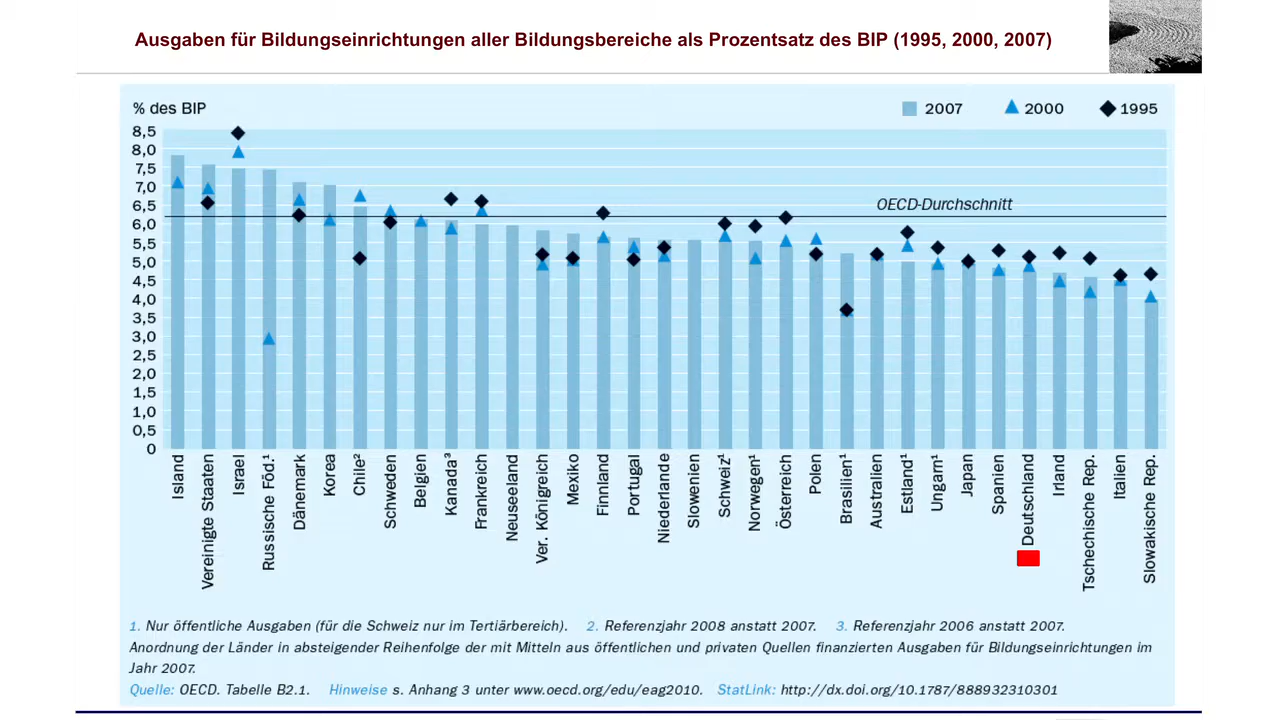 Ausgaben für Bildungseinrichtungen aller Bildungsbereiche als Prozentsatz des BIP (1995, 2000, 2007)
% des BIP
2007
2000
1995
8,5
8,0
7,5
7,0
6,5
6,0
5,5
5,0
4,5
4,0
3,5
3,0
2,5
2,0
1,5
1,0
0,5
0
OECD-Durchschnitt
Island
Vereinigte Staaten
Israel
Russische Föd.¹
Dänemark
Korea
Chile²
Schweden
Belgien
Kanada³
Frankreich
Neuseeland
Ver. Königreich
Mexiko
Finnland
Portugal
Niederlande
Slowenien
Schweiz¹
Norwegen¹
Österreich
Polen
Brasilien¹
Australien
Estland¹
Ungarn¹
Japan
Spanien
Deutschland
Irland
Tschechische Rep.
Italien
Slowakische Rep.
1. Nur öffentliche Ausgaben (für die Schweiz nur im Tertiärbereich). 2. Referenzjahr 2008 anstatt 2007. 3. Referenzjahr 2006 anstatt 2007.
Anordnung der Länder in absteigender Reihenfolge der mit Mitteln aus öffentlichen und privaten Quellen finanzierten Ausgaben für Bildungseinrichtungen im
Jahr 2007.
Quelle: OECD. Tabelle B2.1. Hinweise s. Anhang 3 unter www.oecd.org/edu/eag2010. StatLink: http://dx.doi.org/10.1787/888932310301